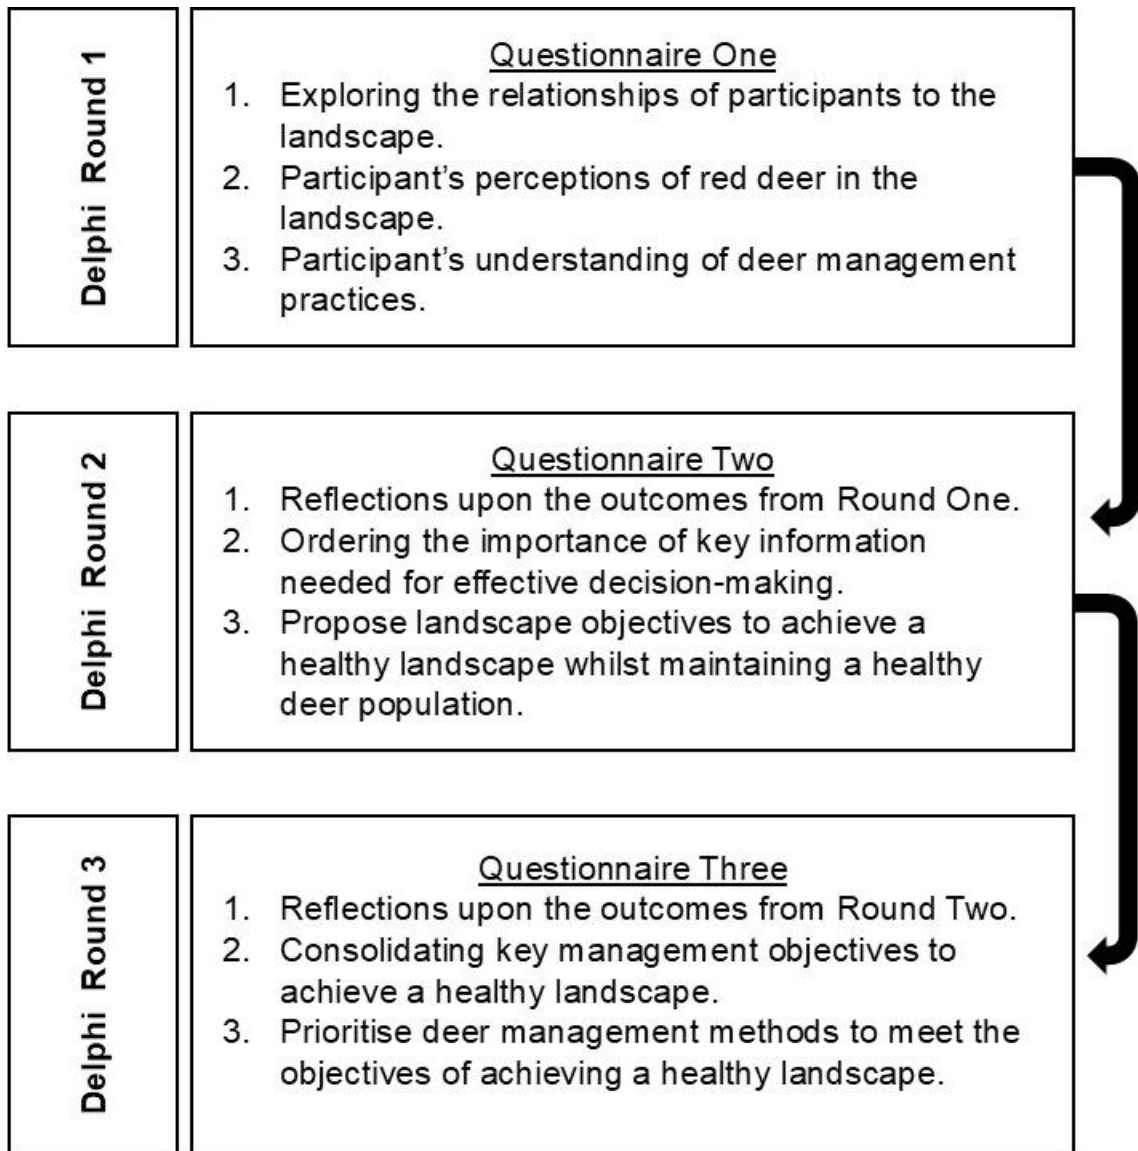 Delphi Round 1
Questionnaire One
1. Exploring the relationships of participants to the
landscape.
2. Participant's perceptions of red deer in the
landscape.
3. Participant's understanding of deer management
practices.
Delphi Round 2
Questionnaire Two
1. Reflections upon the outcomes from Round One.
2. Ordering the importance of key information
needed for effective decision-making.
3. Propose landscape objectives to achieve a
healthy landscape whilst maintaining a healthy
deer population.
Delphi Round 3
Questionnaire Three
1. Reflections upon the outcomes from Round Two.
2. Consolidating key management objectives to
achieve a healthy landscape.
3. Prioritise deer management methods to meet the
objectives of achieving a healthy landscape.